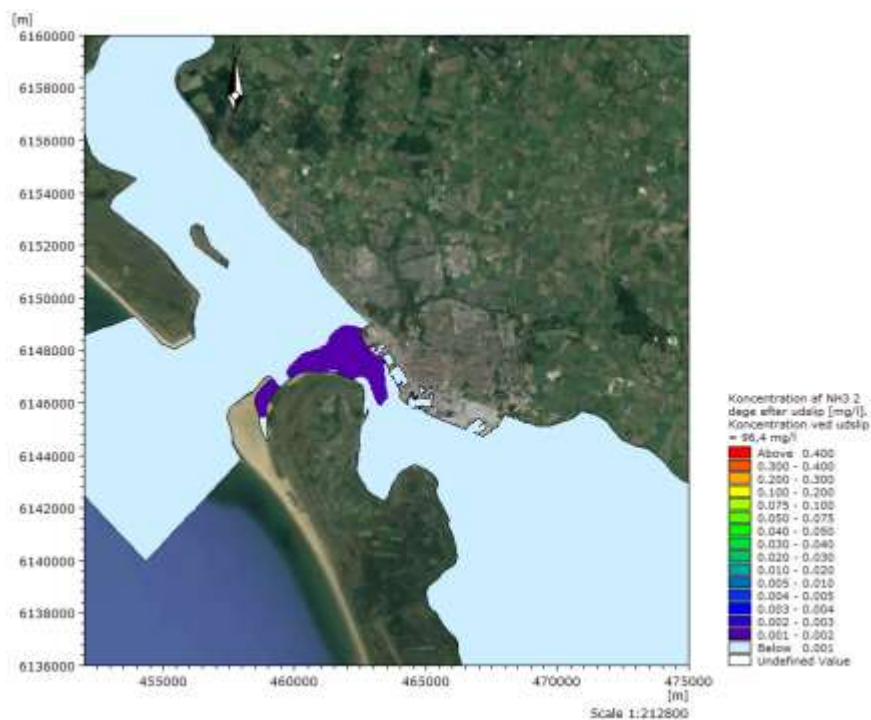 [m]
6160000
6158000
6156000
6154000
6152000
6150000
6148000
6146000
6144000
6142000
6140000
6138000
6136000
455000
460000
465000
470000
475000
[m]
Scale 1:212800
Koncentration af NH3 2
døge efter udslip [mg/l].
Koncentration ved udslip
= 96,4 mg/l
Above 0.400
0.300 - 0.400
0.200 - 0.300
0.100 - 0.200
0.075 - 0.100
0.050 - 0.075
0.040 - 0.050
0.030 - 0.040
0.020 - 0.030
0.010 - 0.020
0.005 - 0.010
0.004 - 0.005
0.003 - 0.004
0.002 - 0.003
0.001 - 0.002
Below 0.001
Undefined Value